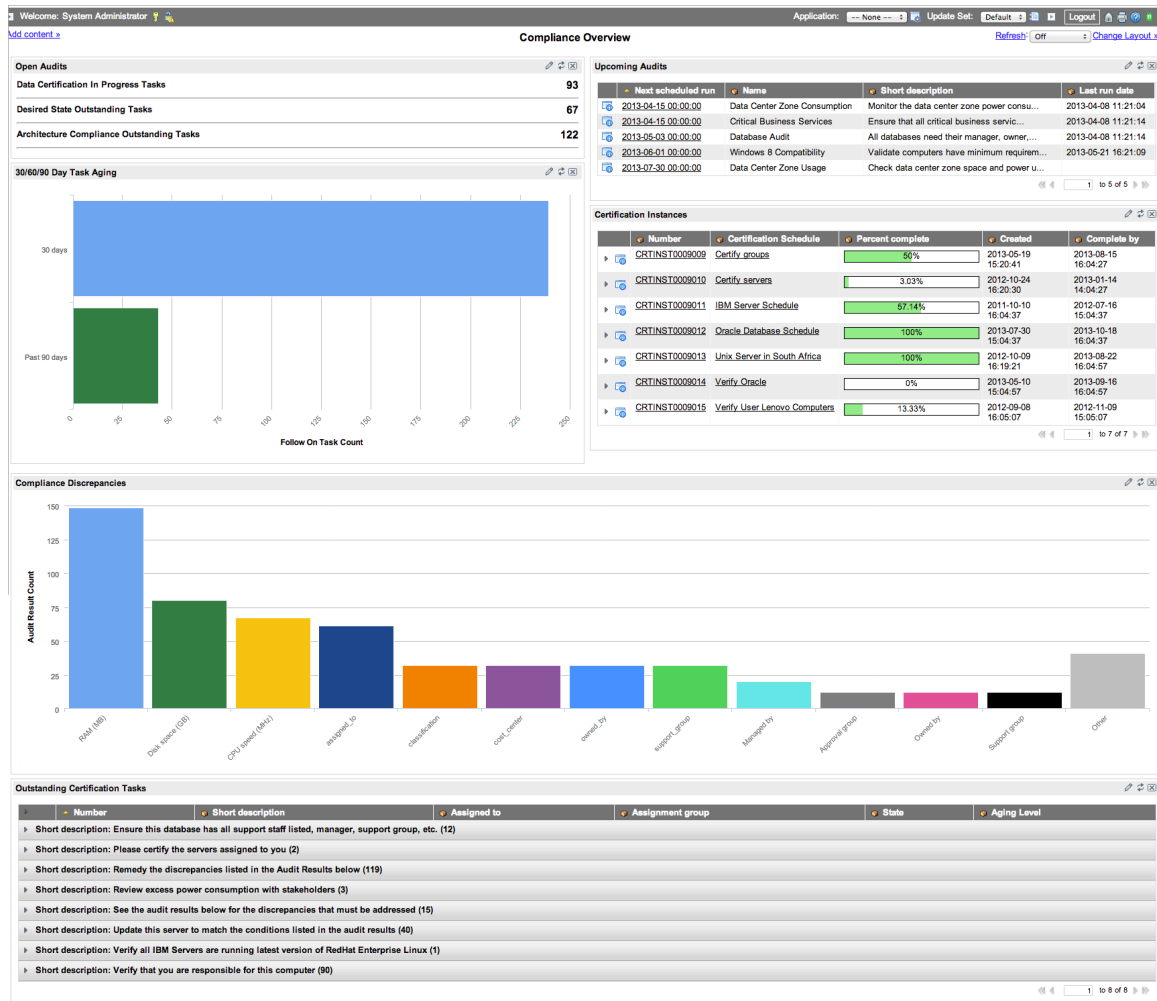 Welcome: System Administrator
Application: -- None -- Update Set: Default Logout
Add content »
Compliance Overview
Refresh: Off Change Layout »
Open Audits
Data Certification In Progress Tasks 93
Desired State Outstanding Tasks 67
Architecture Compliance Outstanding Tasks 122
30/60/90 Day Task Aging
30 days
Past 90 days
0 25 50 75 100 125 150 175 200 225 250
Follow On Task Count
Upcoming Audits
Next scheduled run Name Short description Last run date
2013-04-15 00:00:00 Data Center Zone Consumption Monitor the data center zone power consu... 2013-04-08 11:21:04
2013-04-15 00:00:00 Critical Business Services Ensure that all critical business servic... 2013-04-08 11:21:14
2013-05-03 00:00:00 Database Audit All databases need their manager, owner,... 2013-04-08 11:21:14
2013-06-01 00:00:00 Windows 8 Compatibility Validate computers have minimum requirem... 2013-05-21 16:21:09
2013-07-30 00:00:00 Data Center Zone Usage Check data center zone space and power u...
1 to 5 of 5
Certification Instances
Number Certification Schedule Percent complete Created Complete by
CRTINST0009009 Certify groups 50% 2013-05-19 2013-08-15
15:20:41 16:04:27
CRTINST0009010 Certify servers 3.03% 2012-10-24 2013-01-14
16:20:30 14:04:27
CRTINST0009011 IBM Server Schedule 57.14% 2011-10-10 2012-07-16
16:04:37 15:04:37
CRTINST0009012 Oracle Database Schedule 100% 2013-07-30 2013-10-18
15:04:37 16:04:37
CRTINST0009013 Unix Server in South Africa 100% 2012-10-09 2013-08-22
16:19:21 16:04:57
CRTINST0009014 Verify Oracle 0% 2013-05-10 2013-09-16
15:04:57 16:04:57
CRTINST0009015 Verify User Lenovo Computers 13.33% 2012-09-08 2012-11-09
16:05:07 15:05:07
1 to 7 of 7
Compliance Discrepancies
150
125
100
75
50
25
0
Audit Result Count
RAM (MB) Disk space (GB) CPU speed (MHz) assigned_to classification cost_center owned_by support_group Managed by Approval group Owned by Support group Other
Outstanding Certification Tasks
Number Short description Assigned to Assignment group State Aging Level
Short description: Ensure this database has all support staff listed, manager, support group, etc. (12)
Short description: Please certify the servers assigned to you (2)
Short description: Remedy the discrepancies listed in the Audit Results below (119)
Short description: Review excess power consumption with stakeholders (3)
Short description: See the audit results below for the discrepancies that must be addressed (15)
Short description: Update this server to match the conditions listed in the audit results (40)
Short description: Verify all IBM Servers are running latest version of RedHat Enterprise Linux (1)
Short description: Verify that you are responsible for this computer (90)
1 to 8 of 8